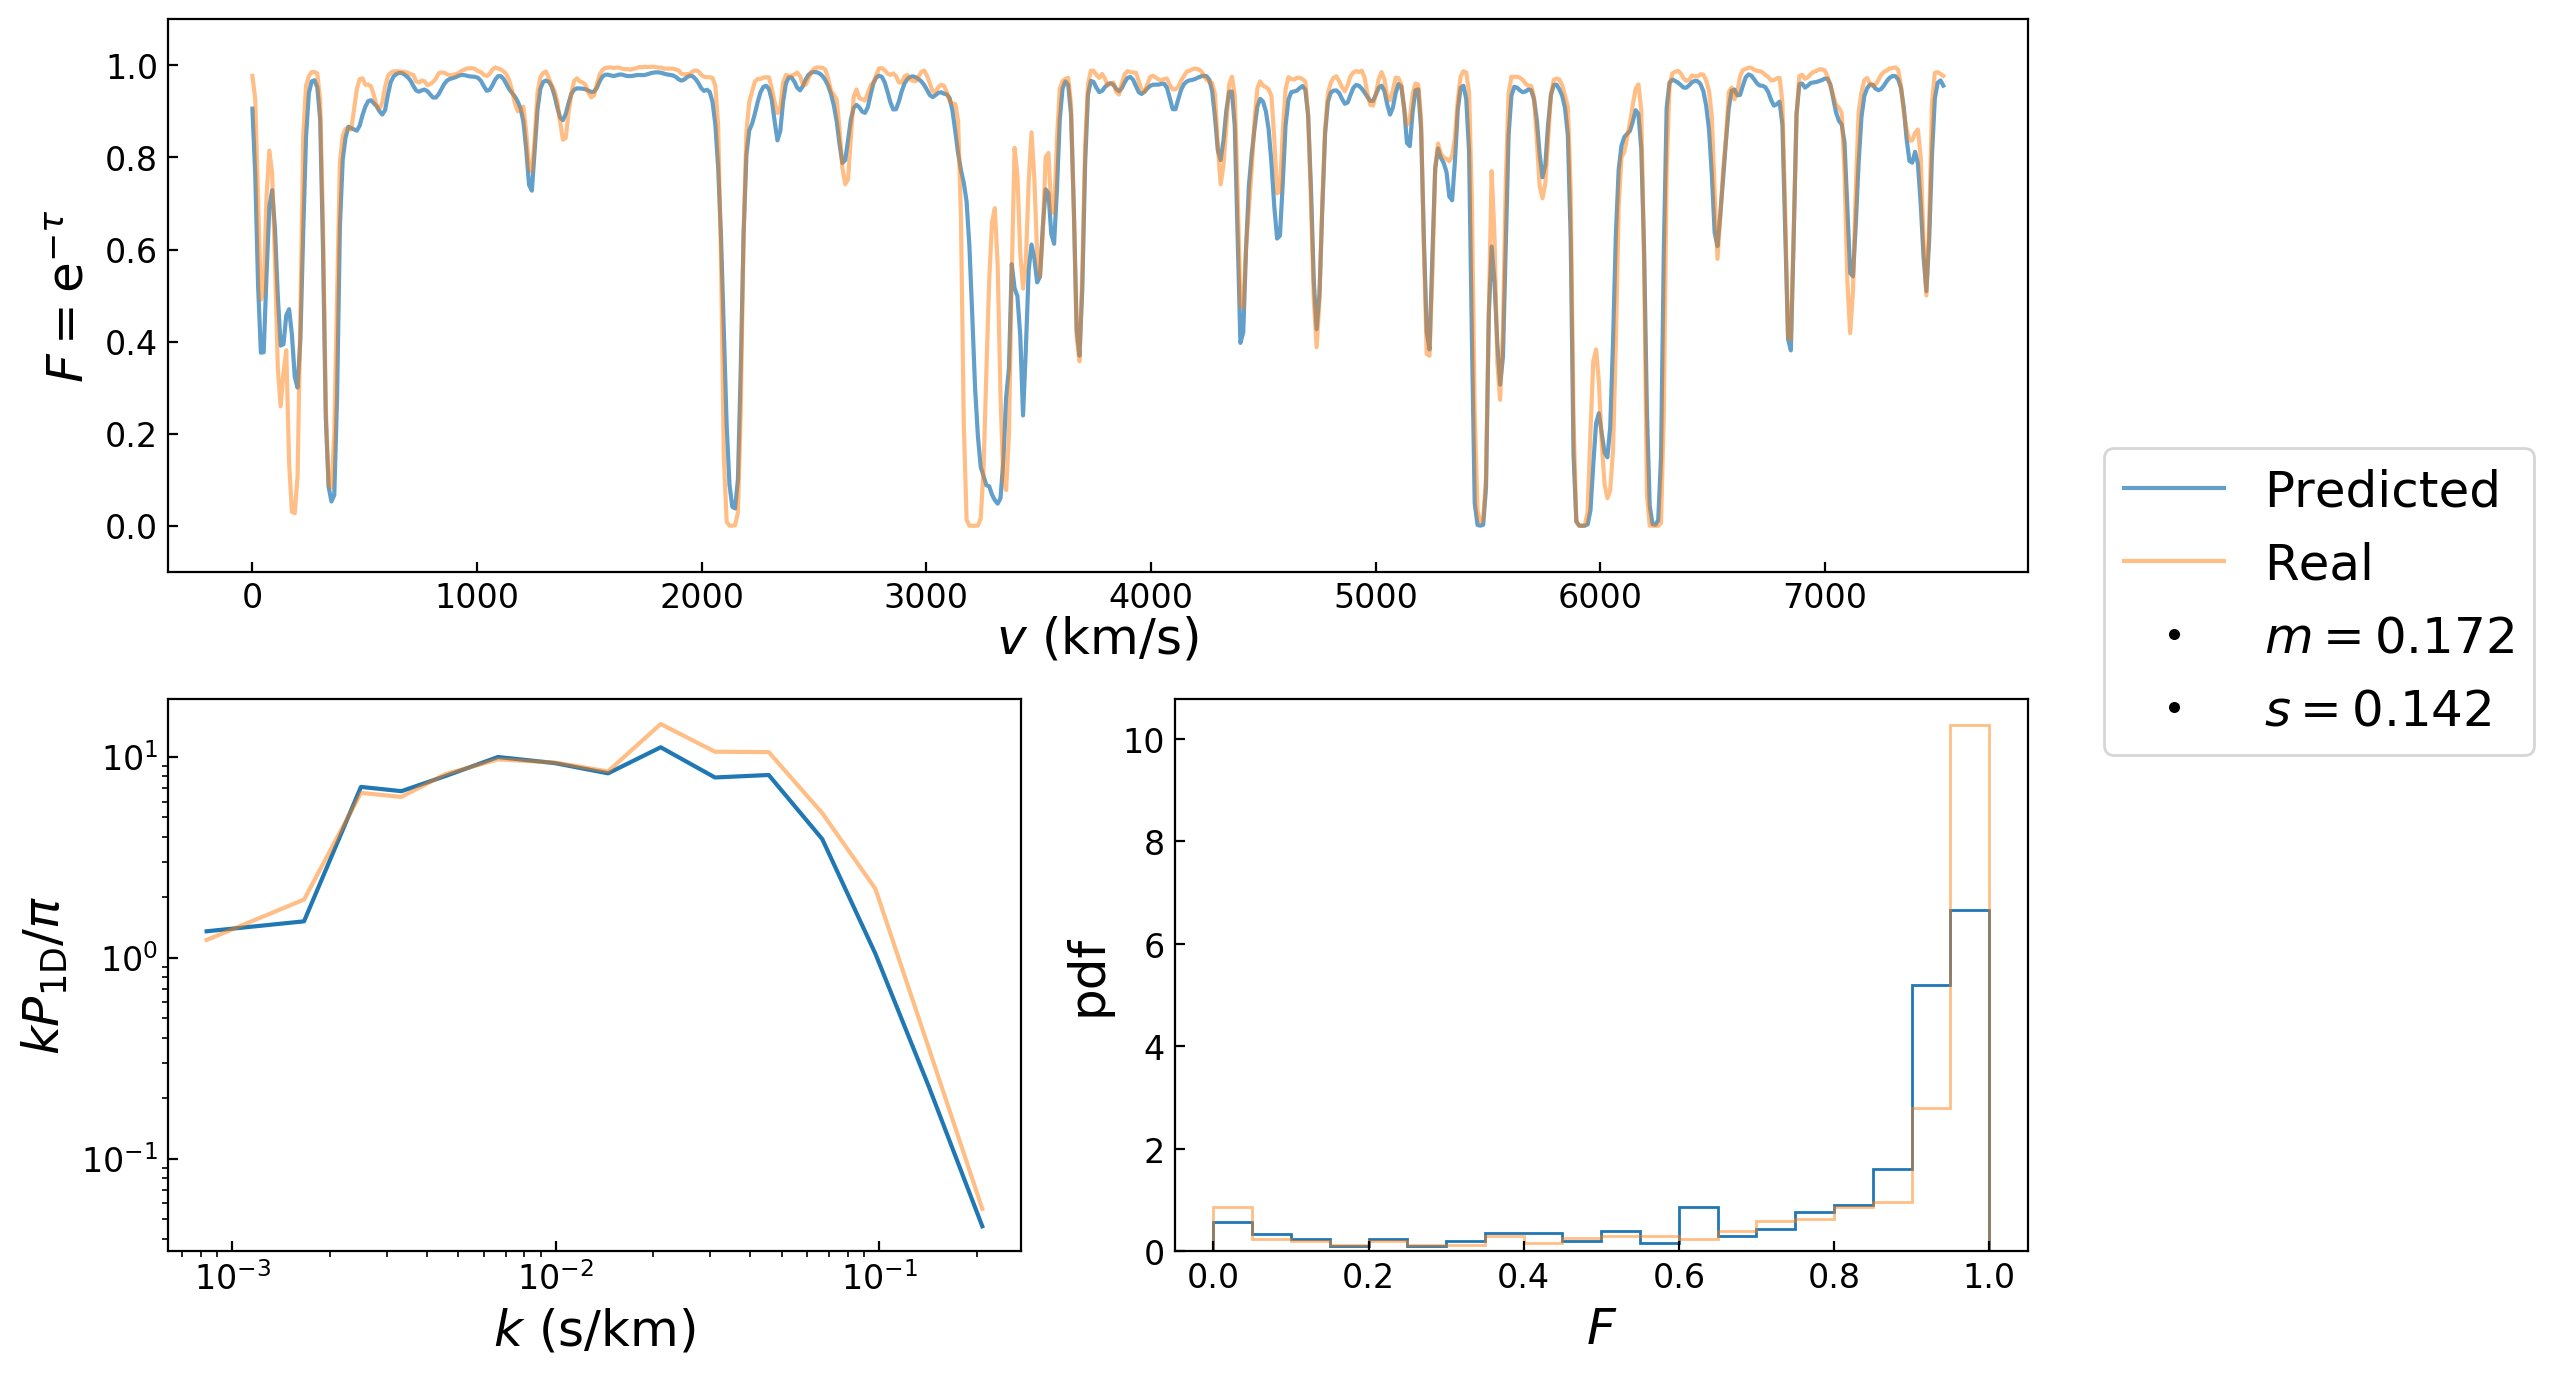 1.0
0.8
0.6
0.4
0.2
0.0
F = e^{−τ}
0 1000 2000 3000 4000 5000 6000 7000
v (km/s)
Predicted
Real
m = 0.172
s = 0.142
10^1
10^0
10^{−1}
kP_{1D}/π
10^{−3} 10^{−2} 10^{−1}
k (s/km)
10
8
6
4
2
0
pdf
0.0 0.2 0.4 0.6 0.8 1.0
F